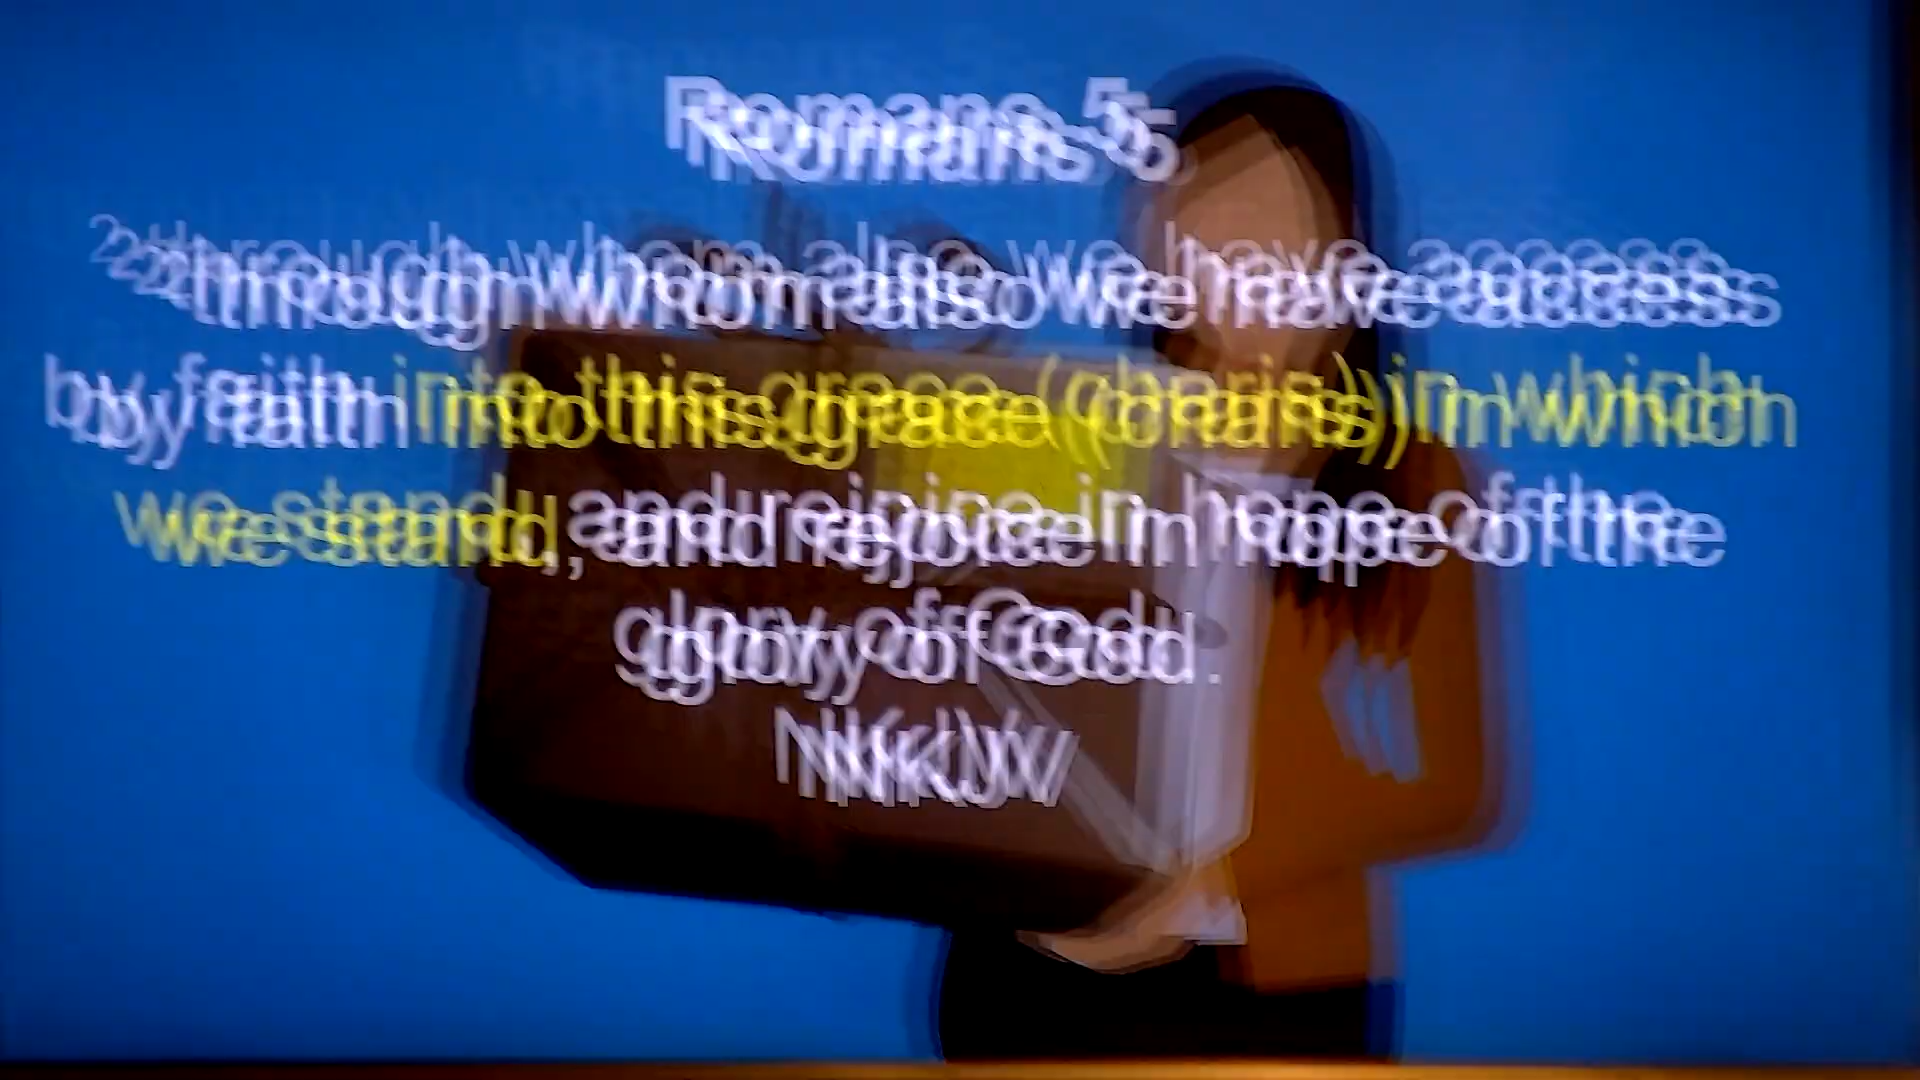 Romans 5
2 through whom also we have access
by faith into this grace (charis) in which
we stand, and rejoice in hope of the
glory of God.
NKJV